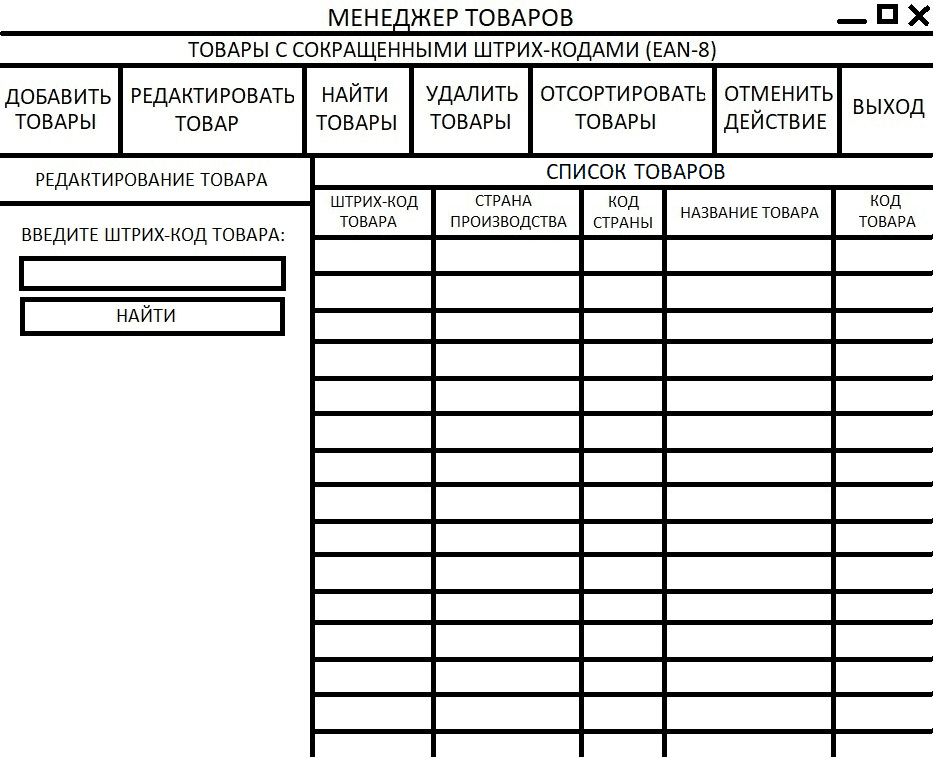 МЕНЕДЖЕР ТОВАРОВ
ТОВАРЫ С СОКРАЩЕННЫМИ ШТРИХ-КОДАМИ (EAN-8)
ДОБАВИТЬ
ТОВАРЫ
РЕДАКТИРОВАТЬ
ТОВАР
НАЙТИ
ТОВАРЫ
УДАЛИТЬ
ТОВАРЫ
ОТСОРТИРОВАТЬ
ТОВАРЫ
ОТМЕНИТЬ
ДЕЙСТВИЕ
ВЫХОД
РЕДАКТИРОВАНИЕ ТОВАРА
ВВЕДИТЕ ШТРИХ-КОД ТОВАРА:
НАЙТИ
СПИСОК ТОВАРОВ
ШТРИХ-КОД
ТОВАРА
СТРАНА
ПРОИЗВОДСТВА
КОД
СТРАНЫ
НАЗВАНИЕ ТОВАРА
КОД
ТОВАРА